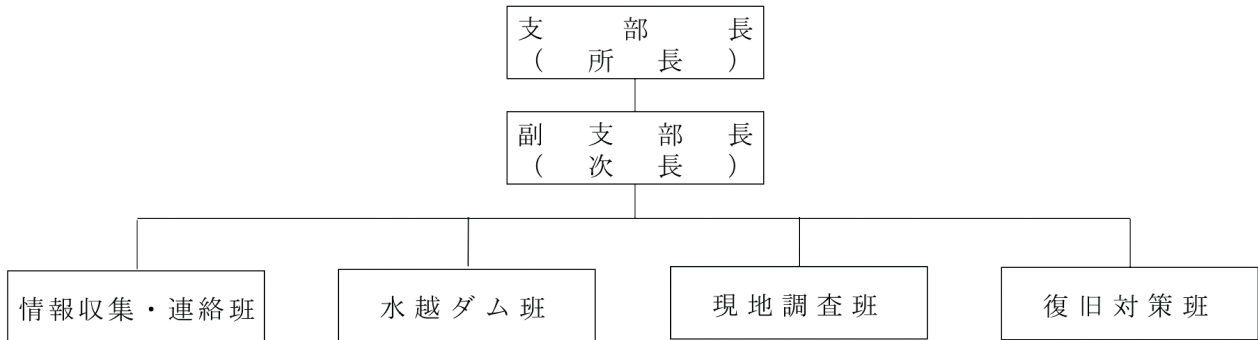 支部長
(所長)
副支部長
(次長)
情報収集・連絡班
水越ダム班
現地調査班
復旧対策班